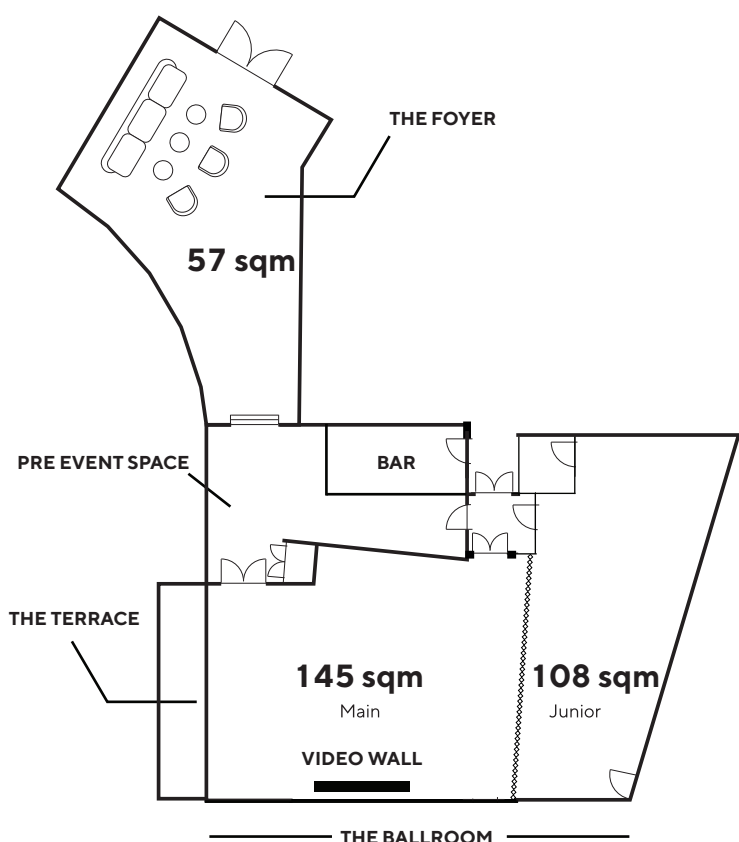 THE FOYER
57 sqm
PRE EVENT SPACE
BAR
THE TERRACE
145 sqm
Main
108 sqm
Junior
VIDEO WALL
THE BALLROOM